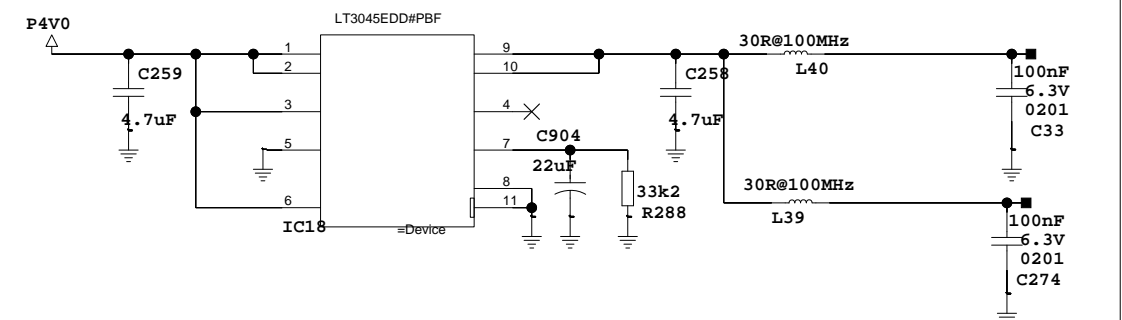 LT3045EDD#PBF
P4V0
1
2
3
5
6
9
10
4
7
8
11
C259
4.7uF
IC18
=Device
C258
4.7uF
C904
22uF
33k2
R288
30R@100MHz
L40
100nF
6.3V
0201
C33
30R@100MHz
L39
100nF
6.3V
0201
C274